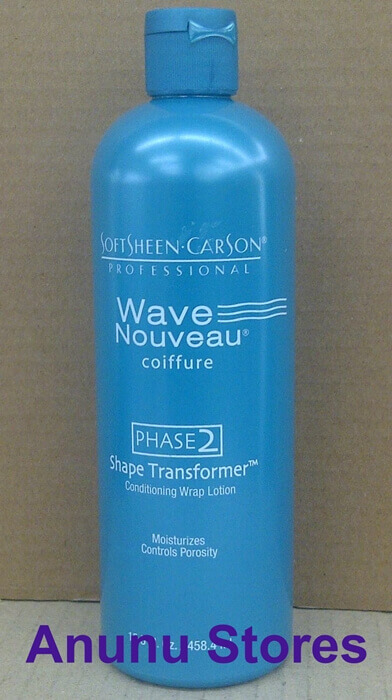 SOFTSHEEN·CARSON®
PROFESSIONAL
Wave
Nouveau®
coiffure
PHASE 2
Shape Transformer™
Conditioning Wrap Lotion
Moisturizes
Controls Porosity
Anunu Stores